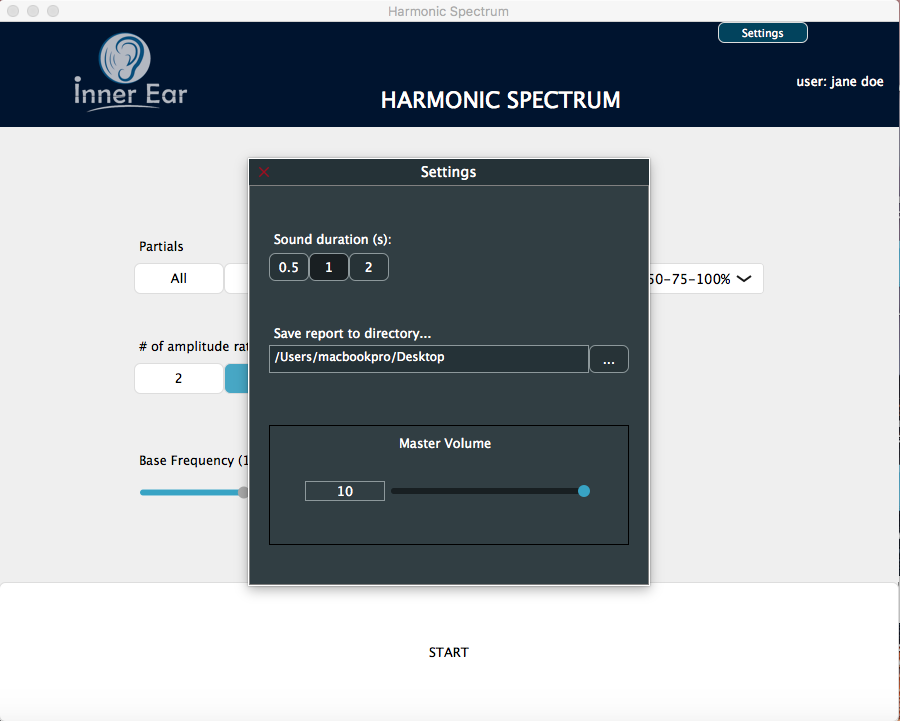 Harmonic Spectrum
Settings
inner Ear
HARMONIC SPECTRUM
user: jane doe
Settings
Sound duration (s):
0.5 1 2
Partials
All
50-75-100%
Save report to directory...
# of amplitude
/Users/macbookpro/Desktop ...
2
Master Volume
Base Frequency
10
START